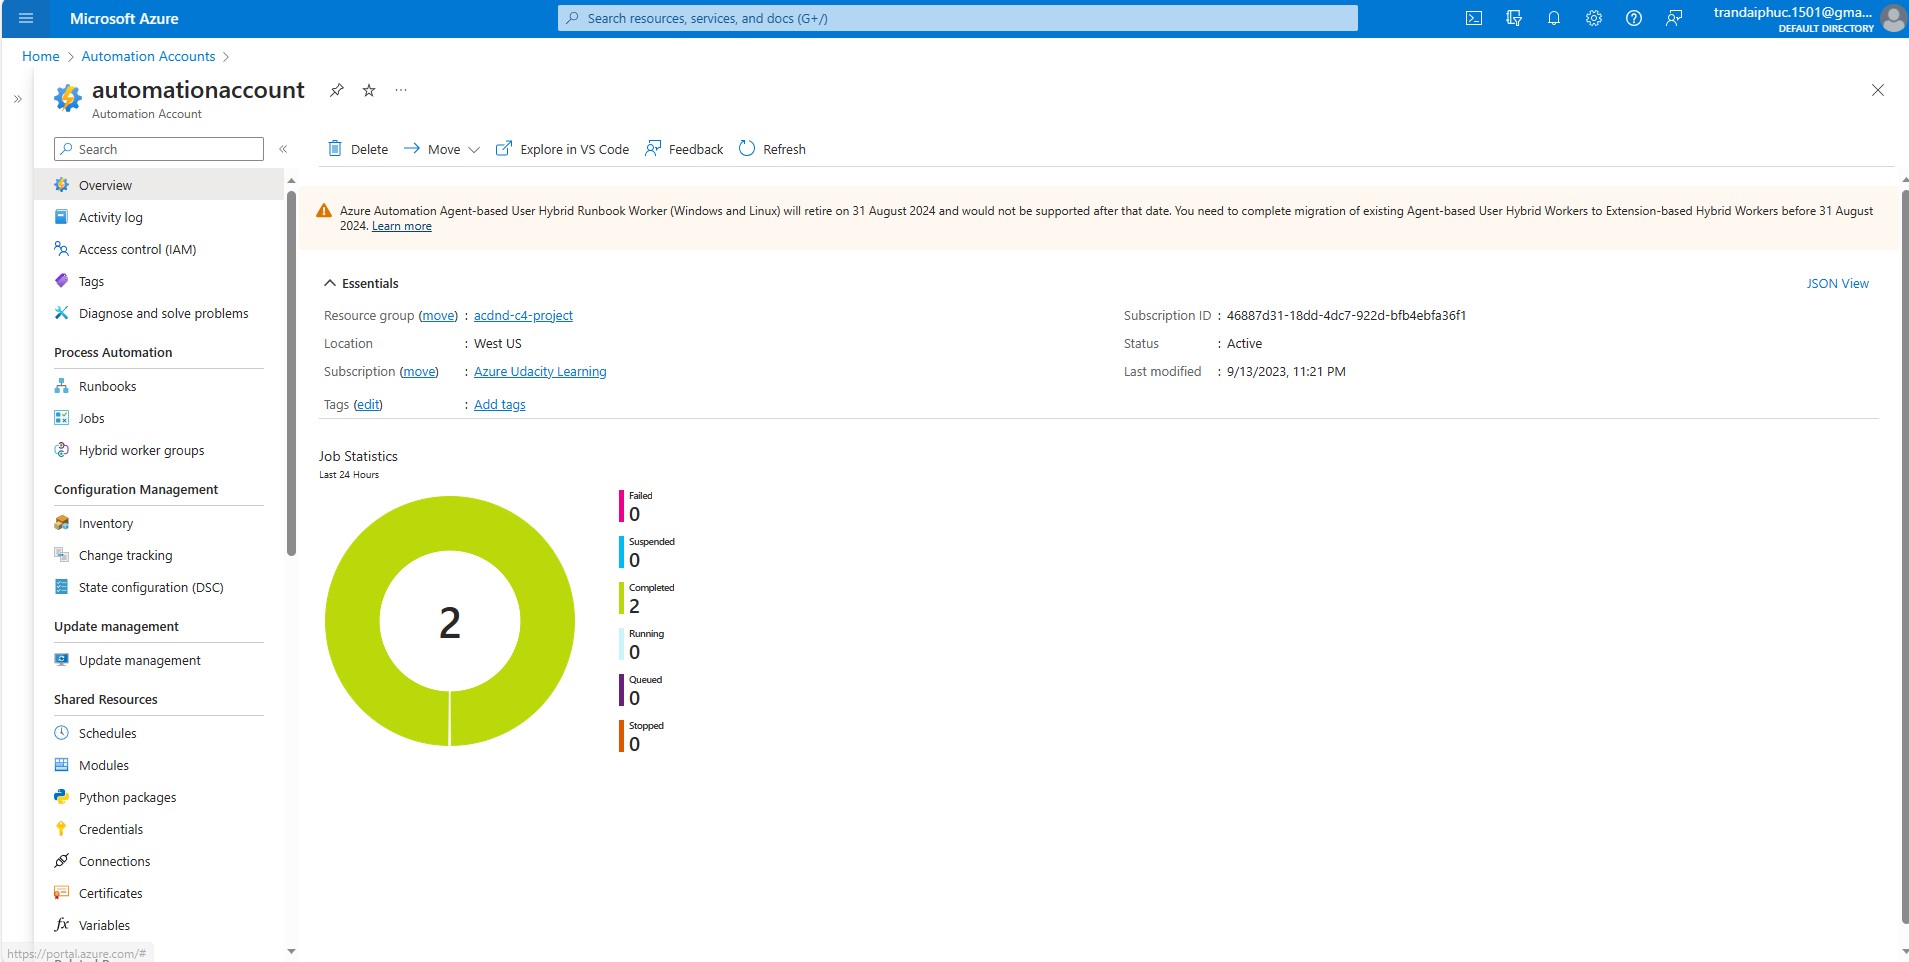 Microsoft Azure
Search resources, services, and docs (G+/)
trandaiphuc.1501@gma...
DEFAULT DIRECTORY
Home > Automation Accounts >
automationaccount
Automation Account
Search
Delete
Move
Explore in VS Code
Feedback
Refresh
Overview
Activity log
Access control (IAM)
Tags
Diagnose and solve problems
Process Automation
Runbooks
Jobs
Hybrid worker groups
Configuration Management
Inventory
Change tracking
State configuration (DSC)
Update management
Update management
Shared Resources
Schedules
Modules
Python packages
Credentials
Connections
Certificates
Variables
https://portal.azure.com/#
Azure Automation Agent-based User Hybrid Runbook Worker (Windows and Linux) will retire on 31 August 2024 and would not be supported after that date. You need to complete migration of existing Agent-based User Hybrid Workers to Extension-based Hybrid Workers before 31 August
2024. Learn more
Essentials
JSON View
Resource group (move) : acdnd-c4-project
Location : West US
Subscription (move) : Azure Udacity Learning
Tags (edit) : Add tags
Subscription ID : 46887d31-18dd-4dc7-922d-bfb4ebfa36f1
Status : Active
Last modified : 9/13/2023, 11:21 PM
Job Statistics
Last 24 Hours
2
Failed
0
Suspended
0
Completed
2
Running
0
Queued
0
Stopped
0